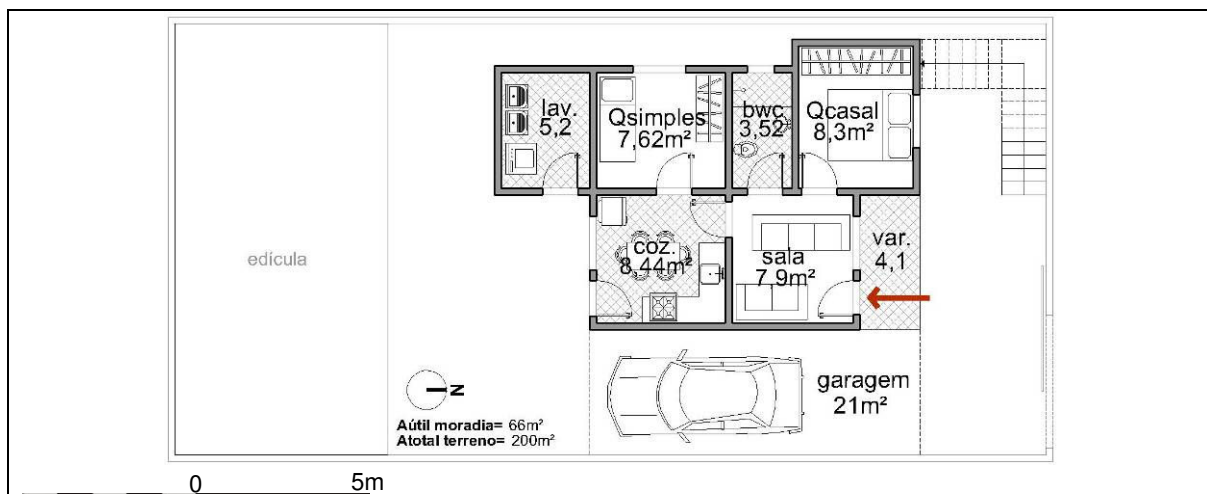 lav.
5,2
Qsimples
7,62m²
bwc
3,52
Qcasal
8,3m²
edícula
coz.
8,44m²
sala
7,9m²
var.
4,1
garagem
21m²
N
Aútil moradia= 66m²
Atotal terreno= 200m²
0 5m